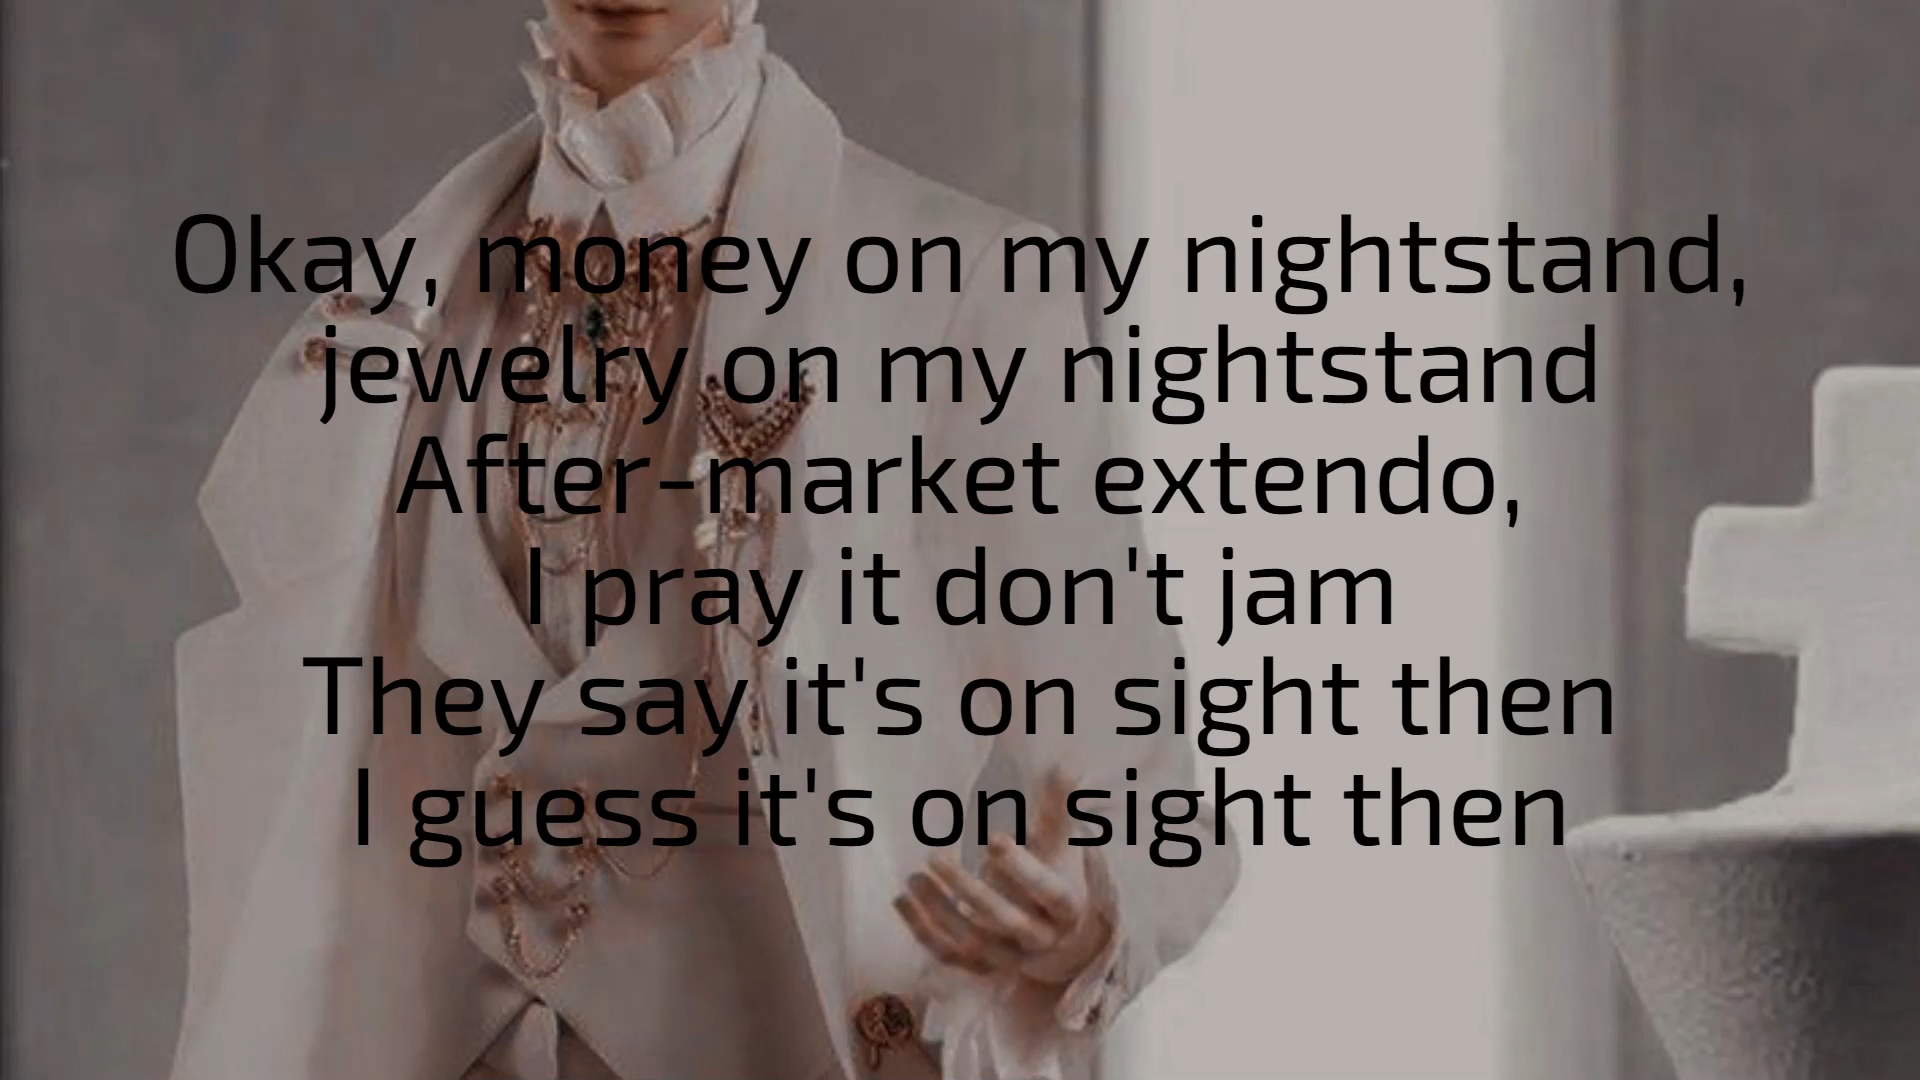 Okay, money on my nightstand,
jewelry on my nightstand
After-market extendo,
I pray it don't jam
They say it's on sight then
I guess it's on sight then